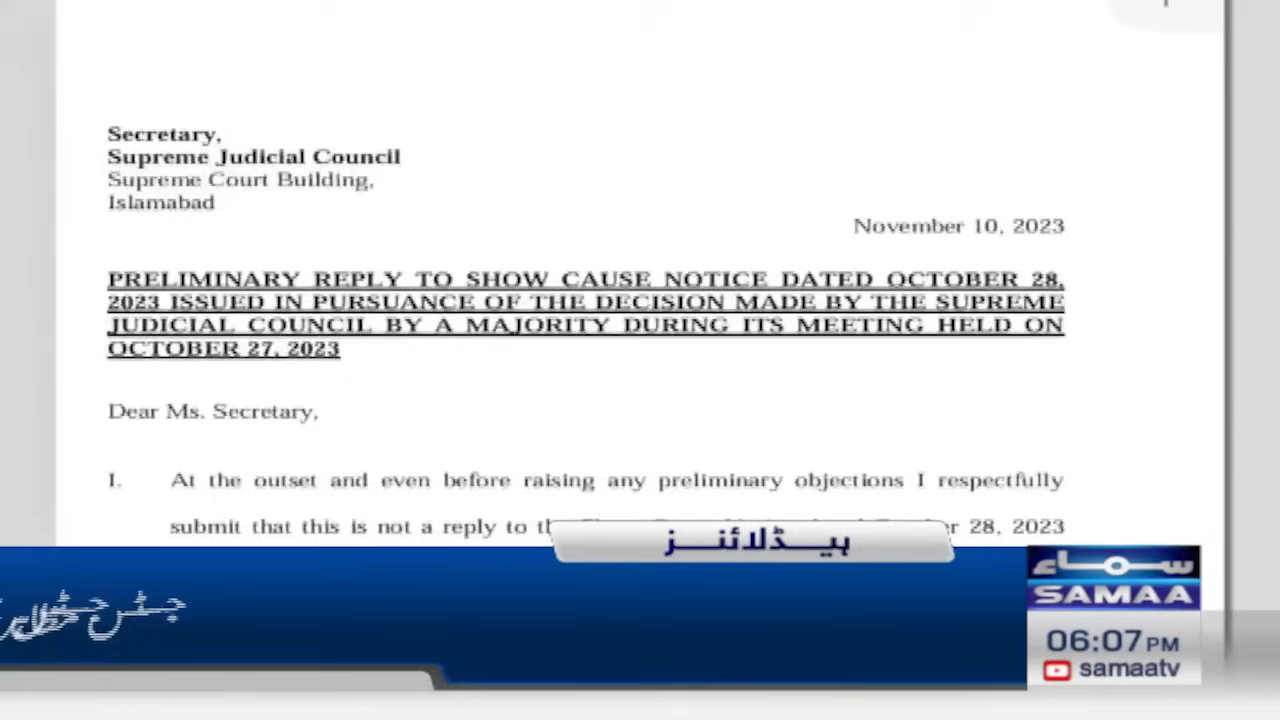 Secretary,
Supreme Judicial Council
Supreme Court Building,
Islamabad
November 10, 2023
PRELIMINARY REPLY TO SHOW CAUSE NOTICE DATED OCTOBER 28,
2023 ISSUED IN PURSUANCE OF THE DECISION MADE BY THE SUPREME
JUDICIAL COUNCIL BY A MAJORITY DURING ITS MEETING HELD ON
OCTOBER 27, 2023
Dear Ms. Secretary,
I. At the outset and even before raising any preliminary objections I respectfully
submit that this is not a reply to 28, 2023
ہیڈلائنز
سماء
SAMAA
06:07 PM
samaatv